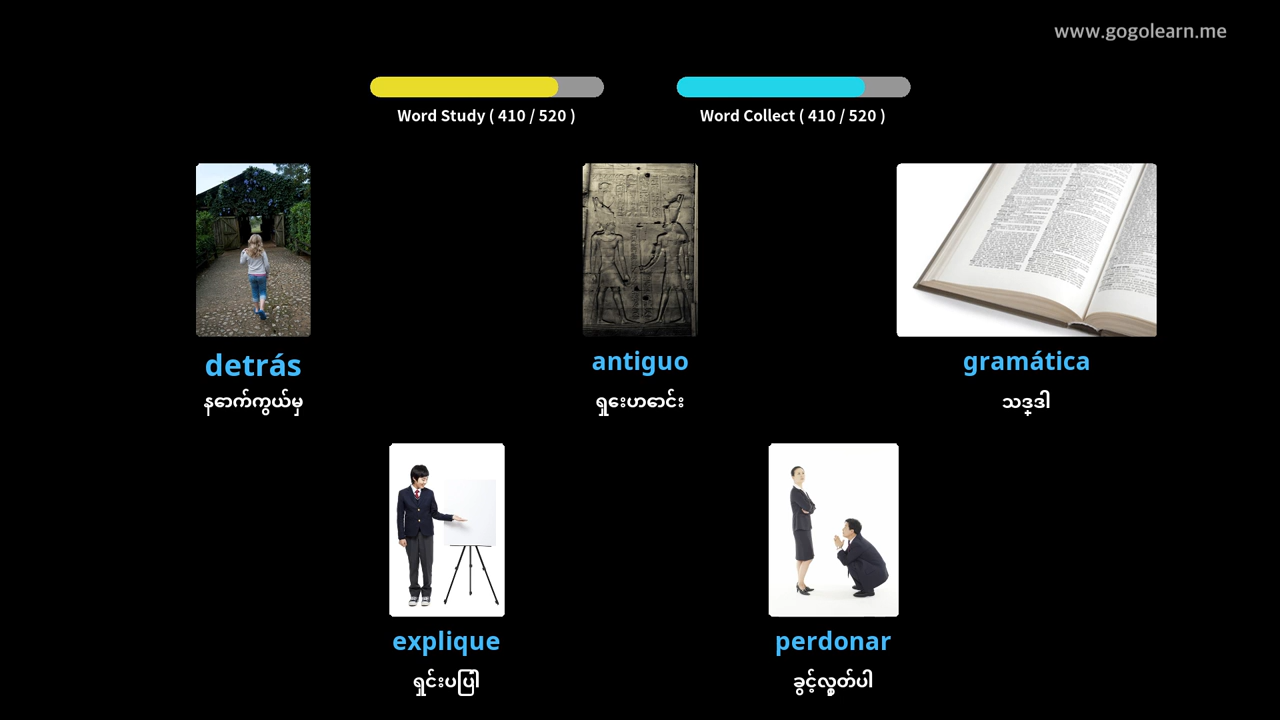 www.gogolearn.me
Word Study ( 410 / 520 )
Word Collect ( 410 / 520 )
detrás
antiguo
gramática
နောက်ကွယ်မှ
ရှေးဟောင်း
သဒ္ဒါ
explique
perdonar
ရှင်းပပြါ
ခွင့်လွှတ်ပါ